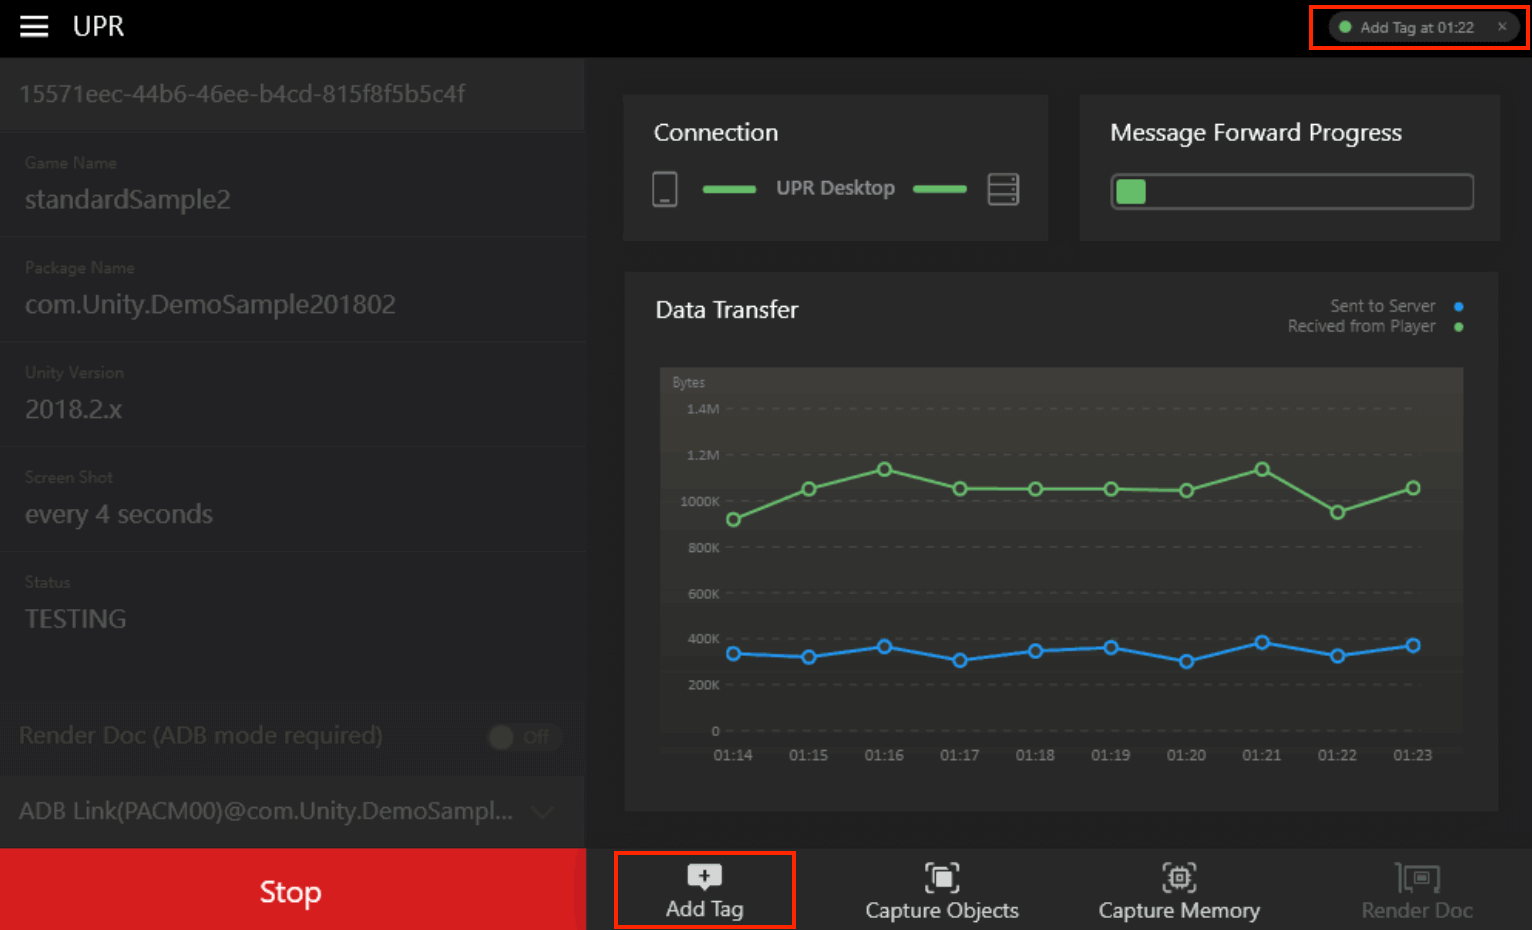 UPR
Add Tag at 01:22 ×
15571eec-44b6-46ee-b4cd-815f8f5b5c4f
Game Name
standardSample2
Package Name
com.Unity.DemoSample201802
Unity Version
2018.2.x
Screen Shot
every 4 seconds
Status
TESTING
Render Doc (ADB mode required)
Off
ADB Link(PACM00)@com.Unity.DemoSampl...
Stop
Connection
UPR Desktop
Message Forward Progress
Data Transfer
Sent to Server
Recived from Player
Bytes
1.4M
1.2M
1000K
800K
600K
400K
200K
0
01:14 01:15 01:16 01:17 01:18 01:19 01:20 01:21 01:22 01:23
Add Tag
Capture Objects
Capture Memory
Render Doc